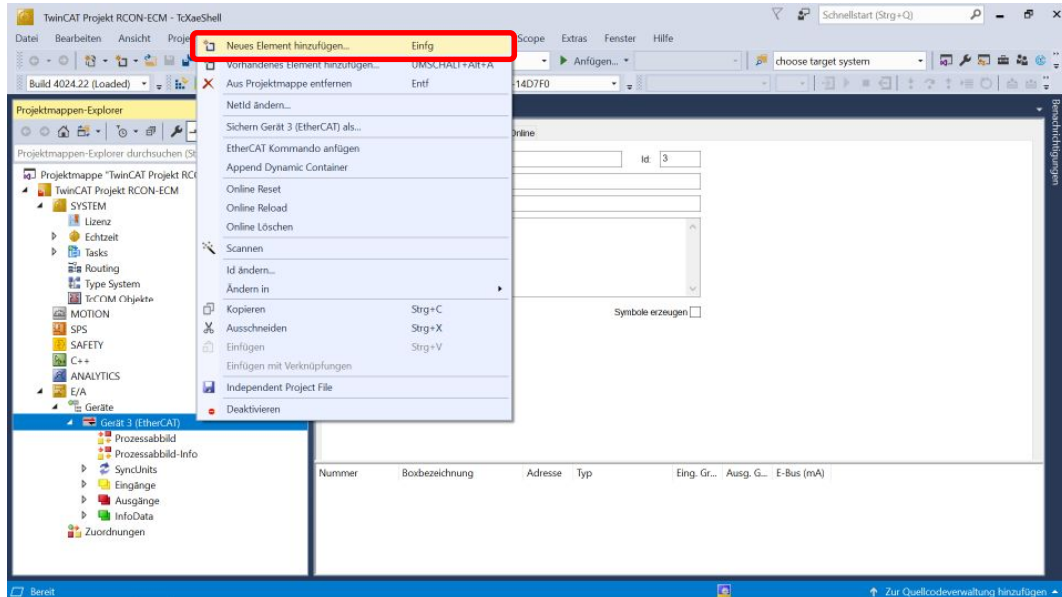 TwinCAT Projekt RCON-ECM - TcXaeShell
Schnellstart (Strg+Q)
Datei Bearbeiten Ansicht Proje Scope Extras Fenster Hilfe
Anfügen...
choose target system
Build 4024.22 (Loaded)
14D7F0
Neues Element hinzufügen... Einfg
Vorhandenes Element hinzufügen... UMSCHALT+Alt+A
Aus Projektmappe entfernen Entf
NetId ändern...
Sichern Gerät 3 (EtherCAT) als...
EtherCAT Kommando anfügen
Append Dynamic Container
Online Reset
Online Reload
Online Löschen
Scannen
Id ändern...
Ändern in
Kopieren Strg+C
Ausschneiden Strg+X
Einfügen Strg+V
Einfügen mit Verknüpfungen
Independent Project File
Deaktivieren
Projektmappen-Explorer
Projektmappen-Explorer durchsuchen (St
Projektmappe "TwinCAT Projekt RCO
TwinCAT Projekt RCON-ECM
SYSTEM
Lizenz
Echtzeit
Tasks
Routing
Type System
TcCOM Objekte
MOTION
SPS
SAFETY
C++
ANALYTICS
E/A
Geräte
Gerät 3 (EtherCAT)
Prozessabbild
Prozessabbild-Info
SyncUnits
Eingänge
Ausgänge
InfoData
Zuordnungen
Online
Id: 3
Symbole erzeugen
Nummer Boxbezeichnung Adresse Typ Eing. Gr... Ausg. G... E-Bus (mA)
Benachrichtigungen
Bereit
Zur Quellcodeverwaltung hinzufügen